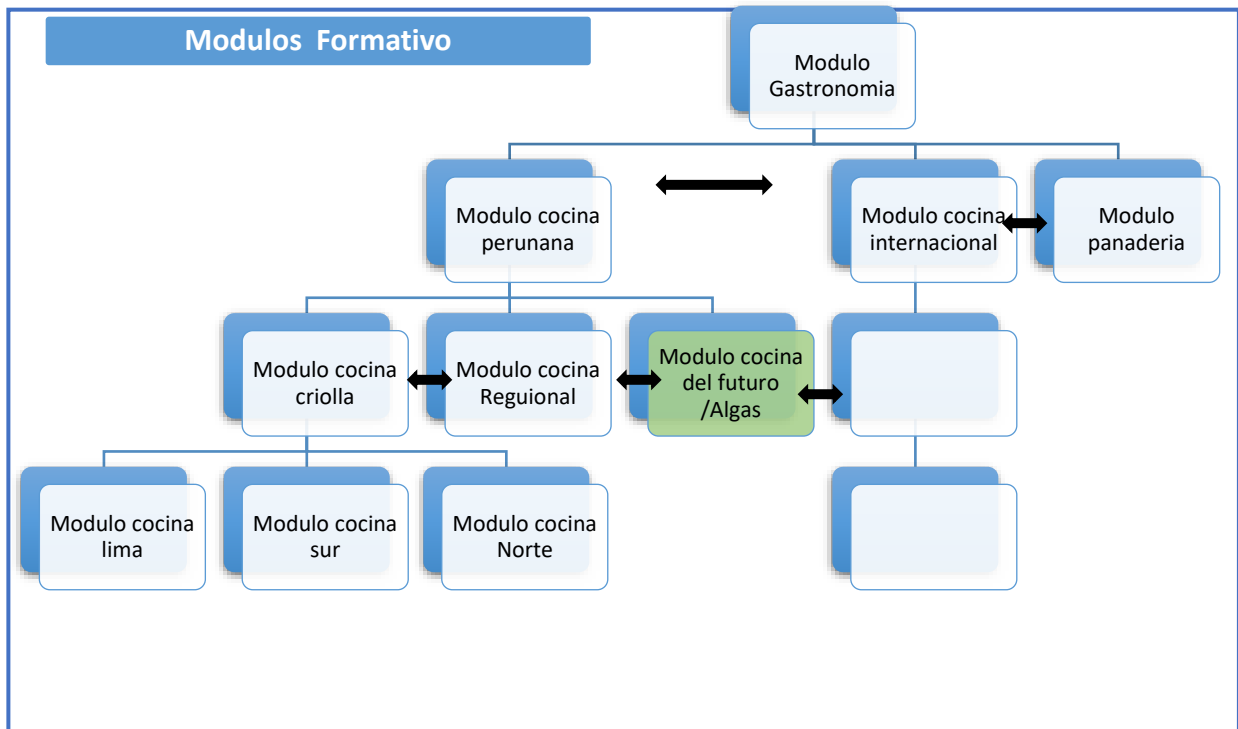 Modulos Formativo
Modulo
Gastronomia
Modulo cocina
perunana
Modulo cocina
internacional
Modulo
panaderia
Modulo cocina
criolla
Modulo cocina
Reguional
Modulo cocina
del futuro
/Algas
Modulo cocina
lima
Modulo cocina
sur
Modulo cocina
Norte